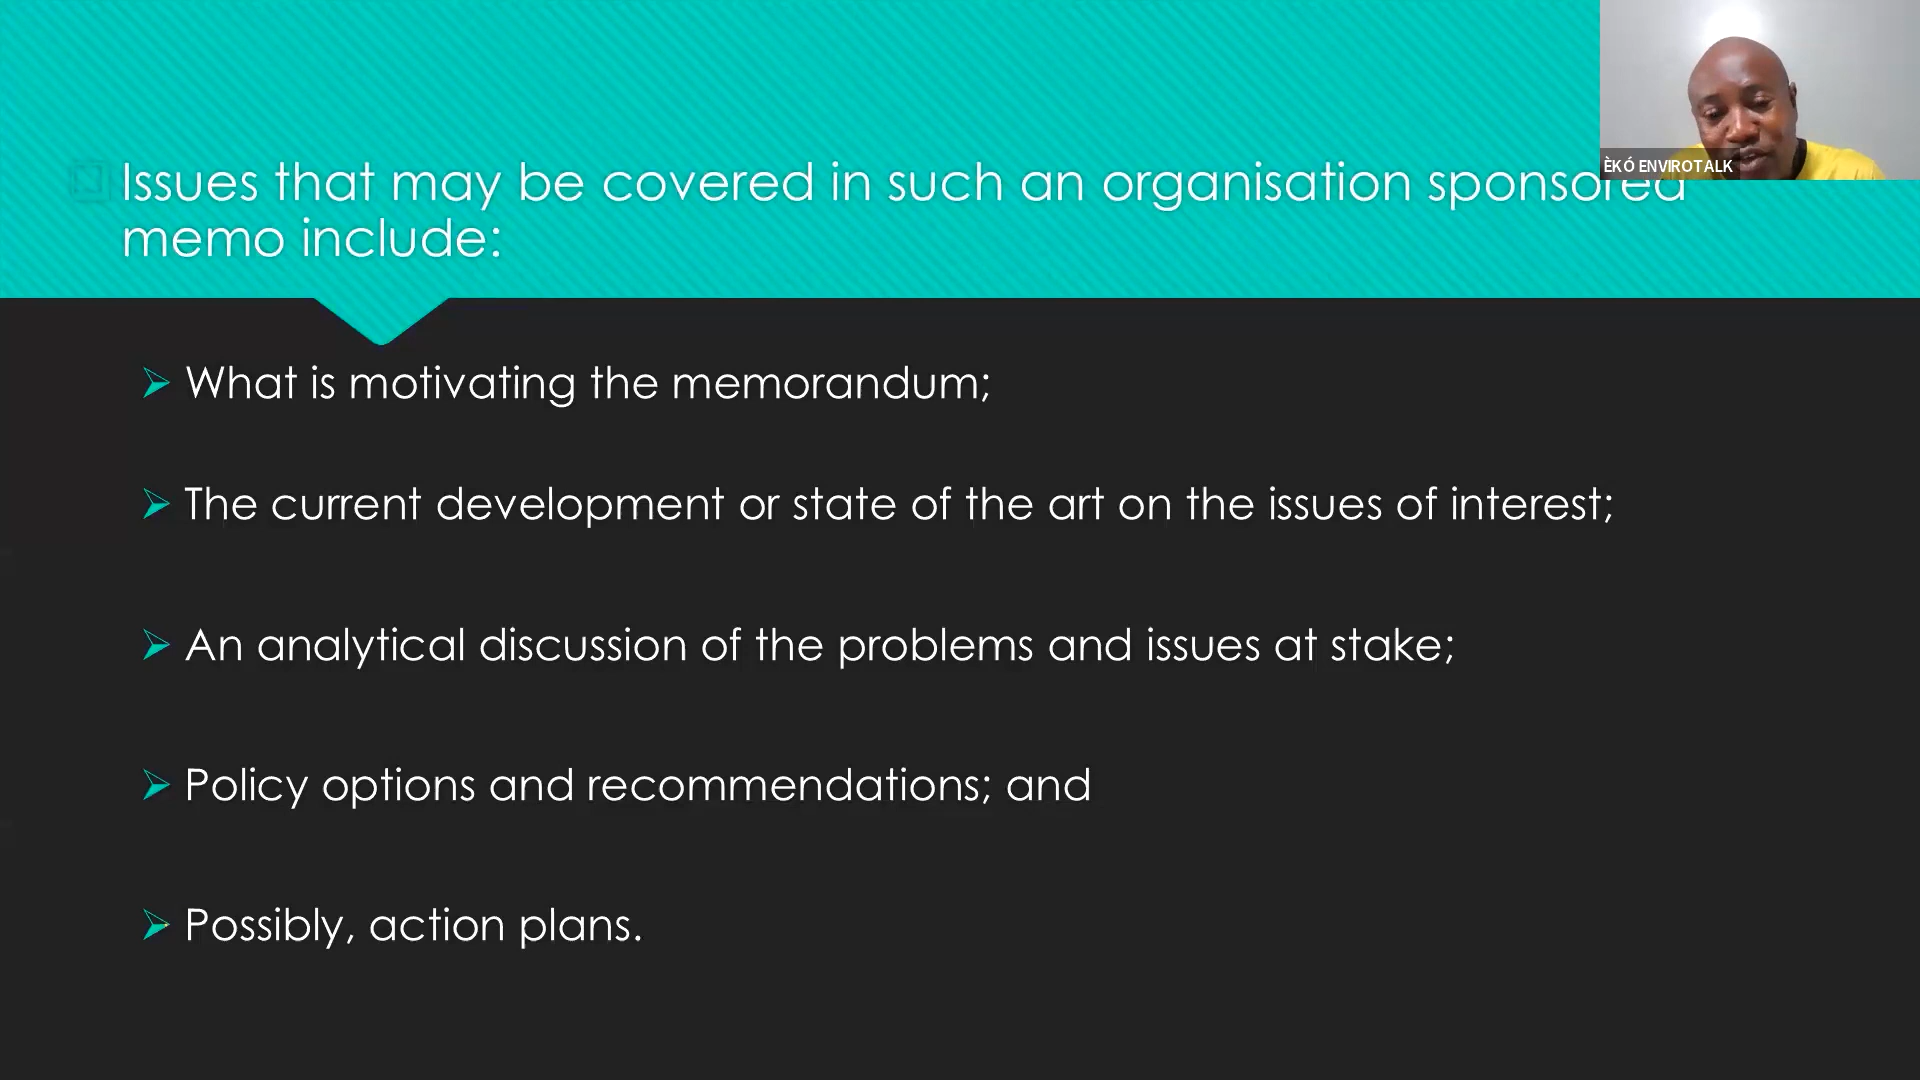 Issues that may be covered in such an organisation sponsored
memo include:
ÈKÓ ENVIROTALK
What is motivating the memorandum;
The current development or state of the art on the issues of interest;
An analytical discussion of the problems and issues at stake;
Policy options and recommendations; and
Possibly, action plans.